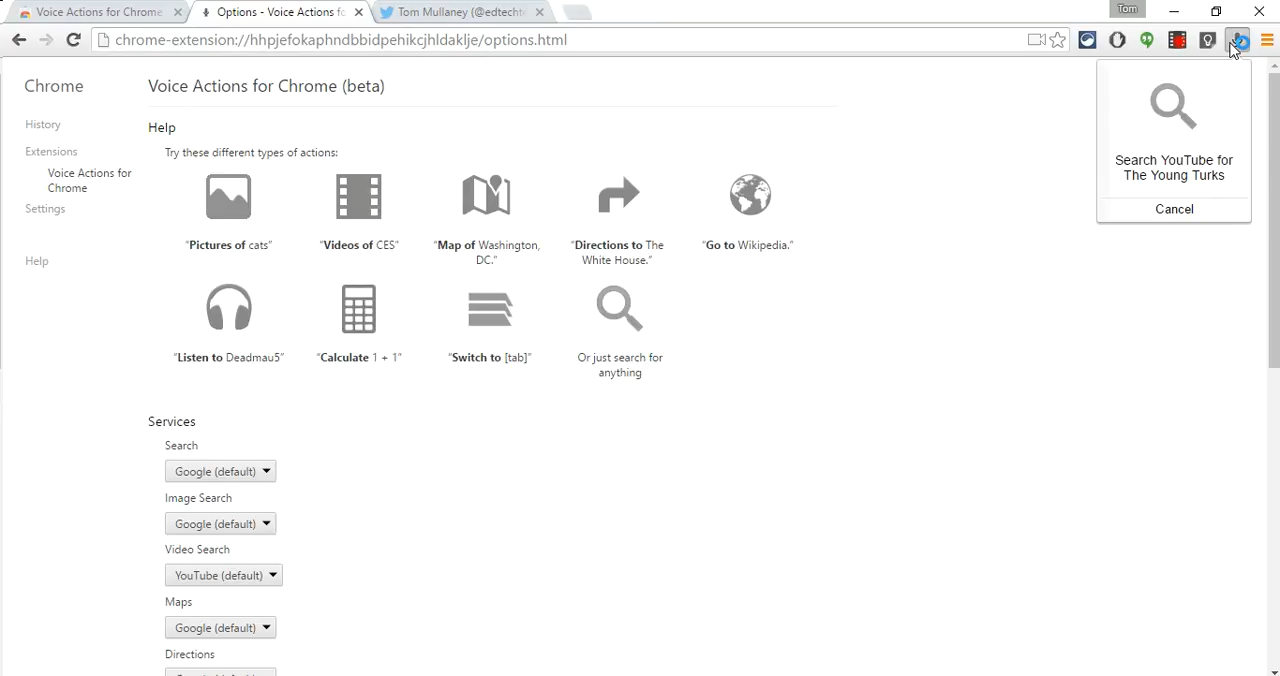 Voice Actions for Chrome
Options - Voice Actions fo
Tom Mullaney (@edtech
Tom
chrome-extension://hhpjefokaphndbbldpehikcjhldaklje/options.html
Chrome
History
Extensions
Voice Actions for
Chrome
Settings
Help
Voice Actions for Chrome (beta)
Help
Try these different types of actions:
"Pictures of cats"
"Videos of CES"
"Map of Washington,
DC."
"Directions to The
White House."
"Go to Wikipedia."
"Listen to Deadmau5"
"Calculate 1 + 1"
"Switch to [tab]"
Or just search for
anything
Services
Search
Google (default)
Image Search
Google (default)
Video Search
YouTube (default)
Maps
Google (default)
Directions
Search YouTube for
The Young Turks
Cancel